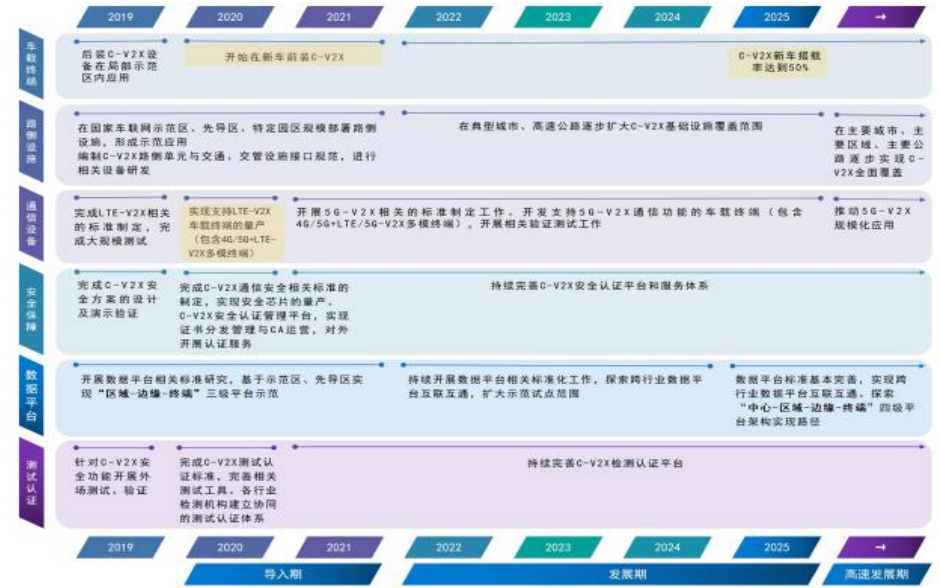 2019 2020 2021 2022 2023 2024 2025 →
车载终端
后装C-V2X设
备在局部示范
区内应用
开始在新车前装C-V2X
C-V2X新车搭载
率达到50%
路侧设施
在国家车联网示范区、先导区、特定园区规模部署路侧
设施，形成示范应用
编制C-V2X路侧单元与交通、交管设施接口规范，进行
相关设备研发
在典型城市、高速公路逐步扩大C-V2X基础设施覆盖范围
在主要城市、主
要区域、主要公
路逐步实现C-
V2X全面覆盖
通信设备
完成LTE-V2X相关
的标准制定，完
成大规模测试
实现支持LTE-V2X
车载终端的量产
（包含4G/5G+LTE-
V2X多模终端）
开展5G-V2X相关的标准制定工作。开发支持5G-V2X通信功能的车载终端（包含
4G/5G+LTE/5G-V2X多模终端），开展相关验证测试工作
推动5G-V2X
规模化应用
安全保障
完成C-V2X安
全方案的设计
及演示验证
完成C-V2X通信安全相关标准的
制定，实现安全芯片的量产。
C-V2X安全认证管理平台，实现
证书分发管理与CA运营，对外
开展认证服务
持续完善C-V2X安全认证平台和服务体系
数据平台
开展数据平台相关标准研究，基于示范区、先导区实
现“区域-边缘-终端”三级平台示范
持续开展数据平台相关标准化工作，探索跨行业数据平
台互联互通，扩大示范试点范围
数据平台标准基本完善，实现跨
行业数据平台互联互通。探索
“中心-区域-边缘-终端”四级平
台架构实现路径
测试认证
针对C-V2X安
全功能开展外
场测试、验证
完成C-V2X测试认
证标准，完善相关
测试工具。各行业
检测机构建立协同
的测试认证体系
持续完善C-V2X检测认证平台
2019 2020 2021 2022 2023 2024 2025 →
导入期 发展期 高速发展期